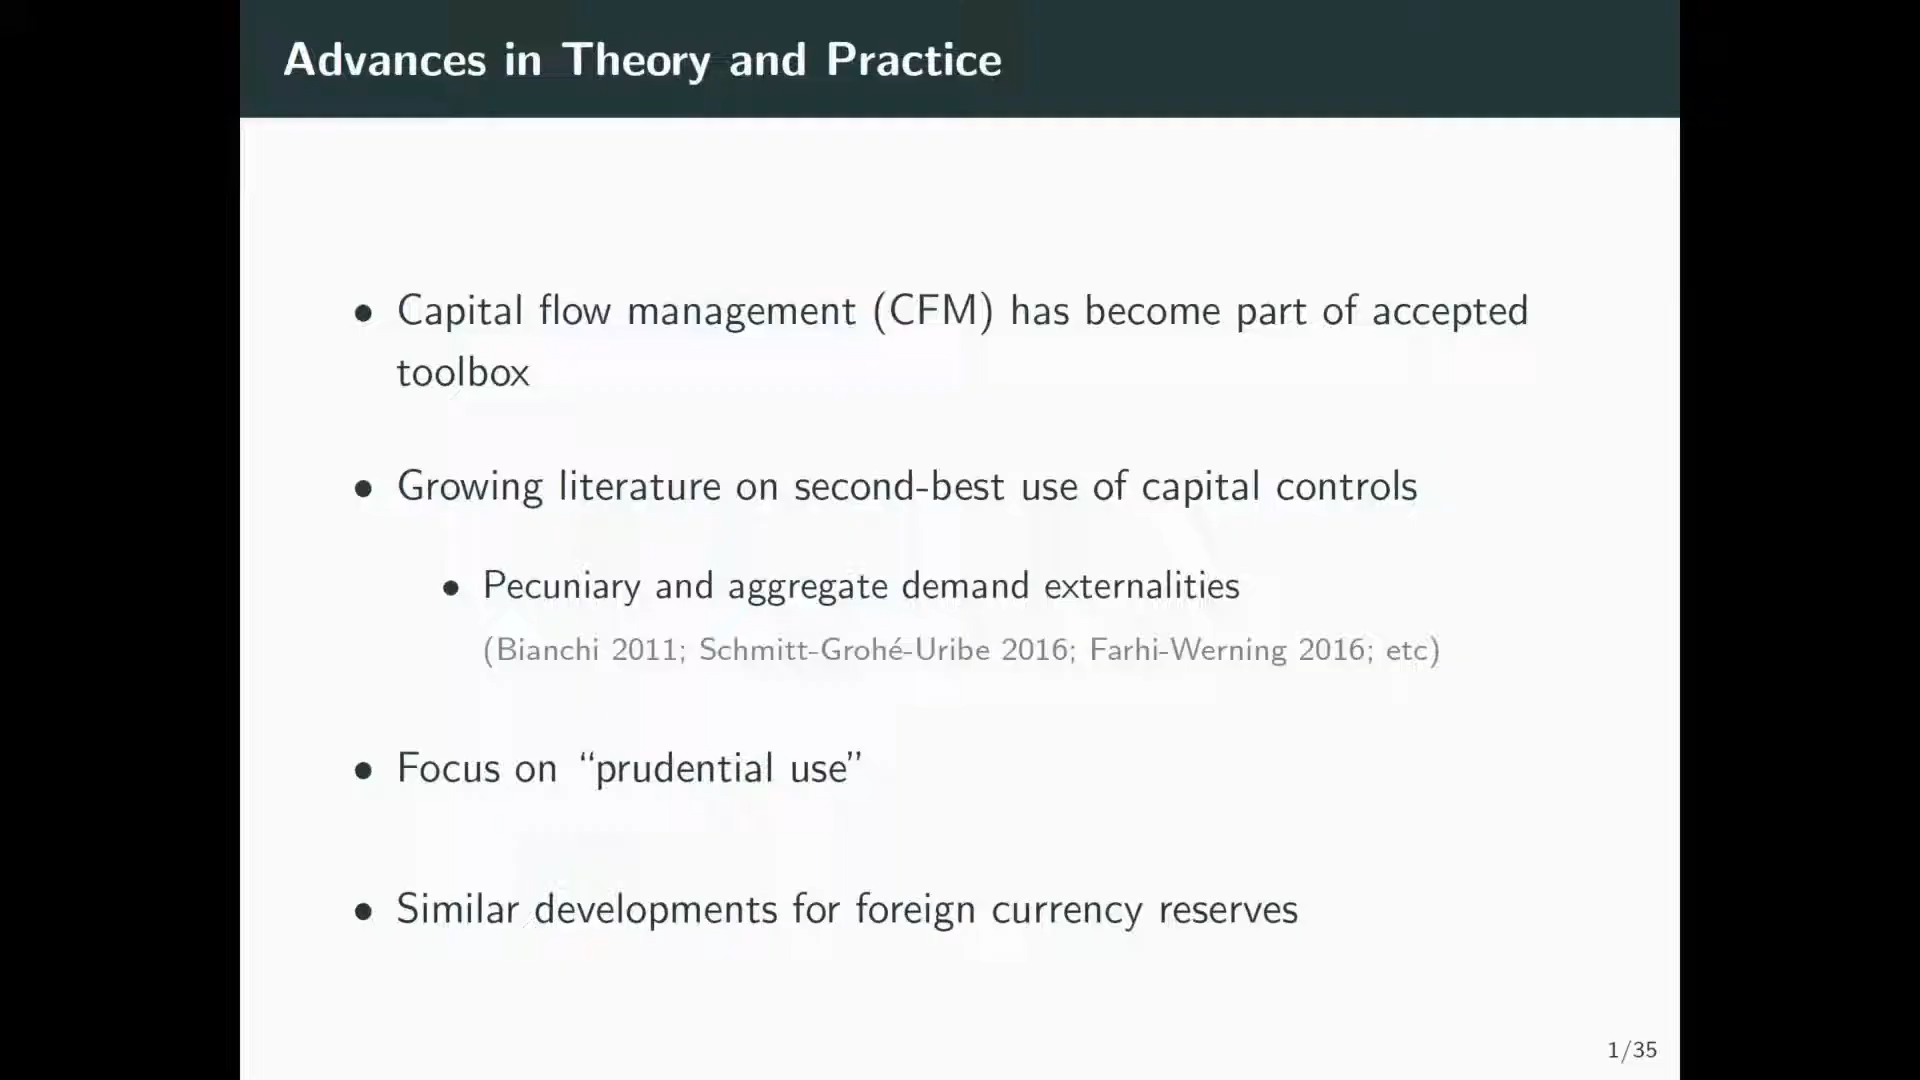 Advances in Theory and Practice
• Capital flow management (CFM) has become part of accepted
toolbox
• Growing literature on second-best use of capital controls
• Pecuniary and aggregate demand externalities
(Bianchi 2011; Schmitt-Grohé-Uribe 2016; Farhi-Werning 2016; etc)
• Focus on “prudential use”
• Similar developments for foreign currency reserves
1/35